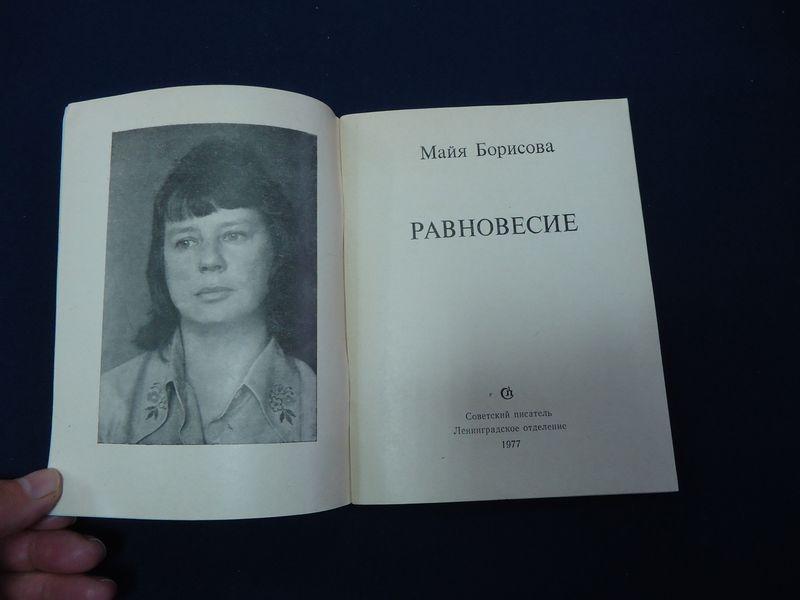 Майя Борисова
РАВНОВЕСИЕ
Советский писатель
Ленинградское отделение
1977